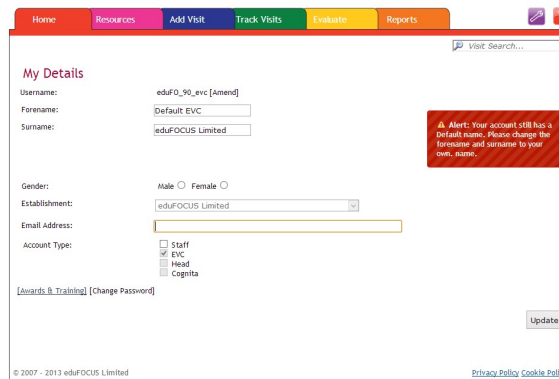 Home Resources Add Visit Track Visits Evaluate Reports
Visit Search...
My Details
Username: eduFO_90_evc [Amend]
Forename: Default EVC
Surname: eduFOCUS Limited
Alert: Your account still has a
Default name. Please change the
forename and surname to your
own. name.
Gender: Male Female
Establishment: eduFOCUS Limited
Email Address:
Account Type: Staff
EVC
Head
Cognita
[Awards & Training] [Change Password]
Update
© 2007 - 2013 eduFOCUS Limited Privacy Policy Cookie Poli